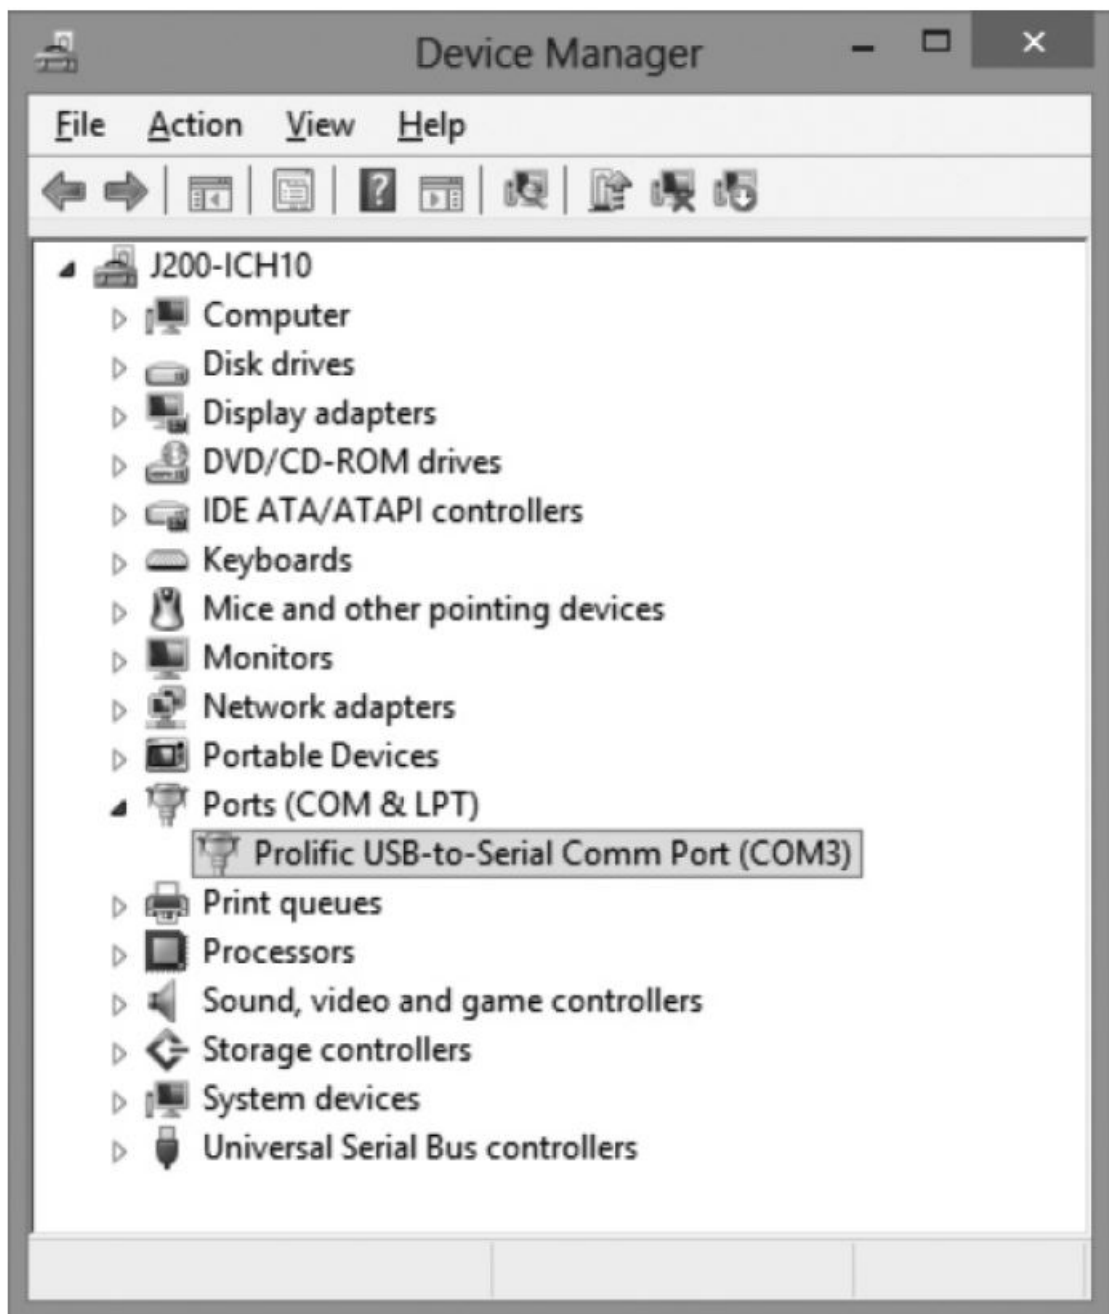 Device Manager
File Action View Help
J200-ICH10
Computer
Disk drives
Display adapters
DVD/CD-ROM drives
IDE ATA/ATAPI controllers
Keyboards
Mice and other pointing devices
Monitors
Network adapters
Portable Devices
Ports (COM & LPT)
Prolific USB-to-Serial Comm Port (COM3)
Print queues
Processors
Sound, video and game controllers
Storage controllers
System devices
Universal Serial Bus controllers